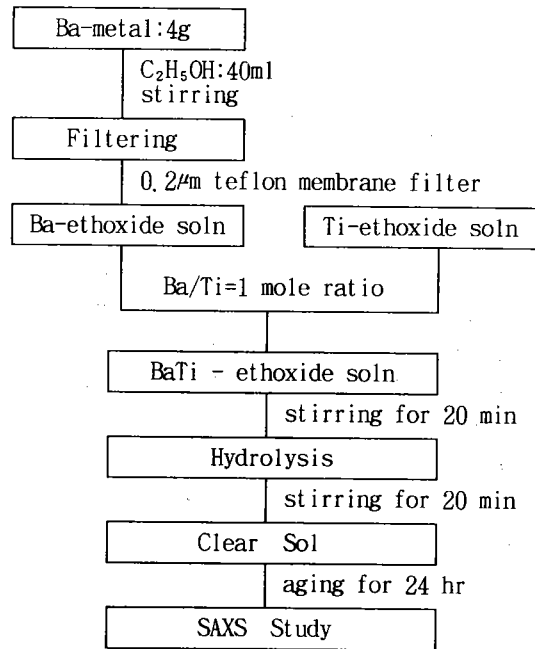 Ba-metal:4g
C₂H₅OH:40ml
stirring
Filtering
0.2μm teflon membrane filter
Ba-ethoxide soln
Ti-ethoxide soln
Ba/Ti=1 mole ratio
BaTi - ethoxide soln
stirring for 20 min
Hydrolysis
stirring for 20 min
Clear Sol
aging for 24 hr
SAXS Study